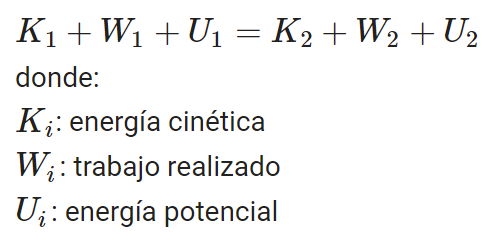 K₁ + W₁ + U₁ = K₂ + W₂ + U₂
donde:
Kᵢ: energía cinética
Wᵢ: trabajo realizado
Uᵢ: energía potencial